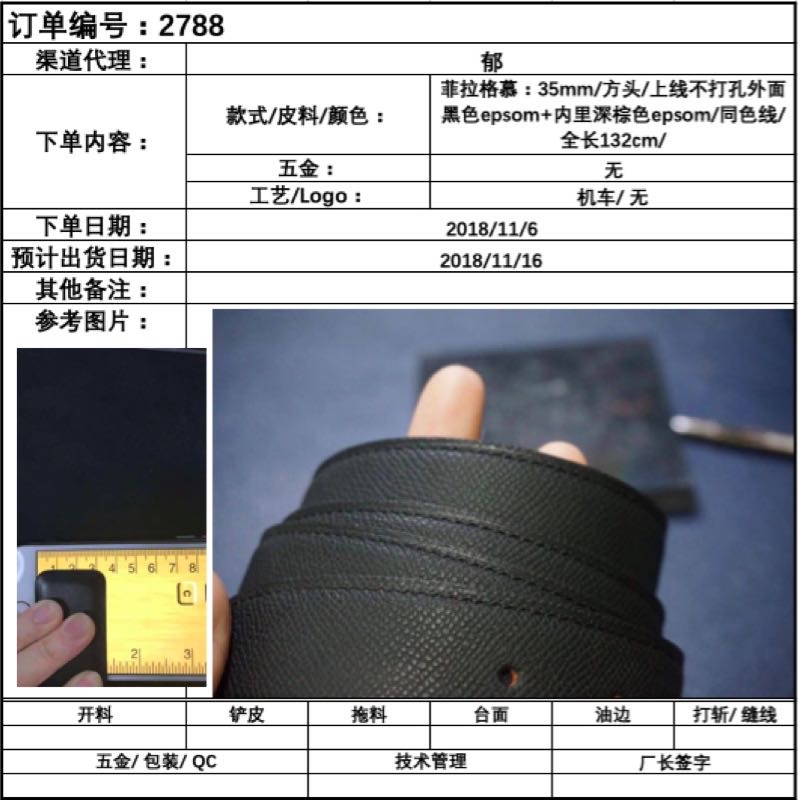 订单编号：2788
渠道代理：
郁
下单内容：
款式/皮料/颜色：
菲拉格慕：35mm/方头/上线不打孔外面
黑色epsom+内里深棕色epsom/同色线/
全长132cm/
五金：
无
工艺/Logo：
机车/ 无
下单日期：
2018/11/6
预计出货日期：
2018/11/16
其他备注：
参考图片：
1 2 3 4 5 6 7 8
2 3
开料
铲皮
拖料
台面
油边
打斩/ 缝线
五金/ 包装/ QC
技术管理
厂长签字